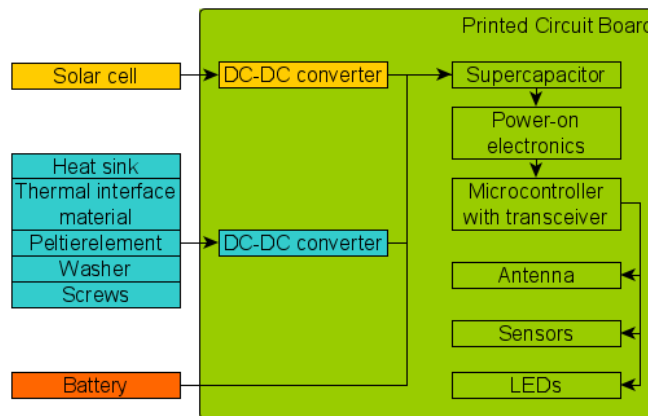 Printed Circuit Board
Solar cell
DC-DC converter
Supercapacitor
Power-on
electronics
Heat sink
Thermal interface
material
Peltierelement
Washer
Screws
DC-DC converter
Microcontroller
with transceiver
Antenna
Sensors
Battery
LEDs